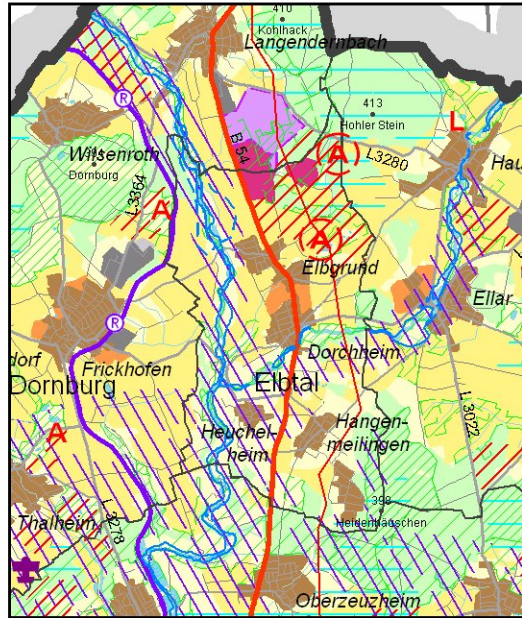 410
Kohlhack
Langendernbach
413
Hohler Stein
L
B 54
A
L3280
Hau
Wilsenroth
Dornburg
L3364
R
A
A
Elbgrund
Ellar
R
dorf
Frickhofen
Dornburg
Dorchheim
Elbtal
L 3022
A
Heuchel-
heim
Hangen-
meilingen
398
Heidenhäuschen
Thalheim
L 3278
Oberzeuzheim